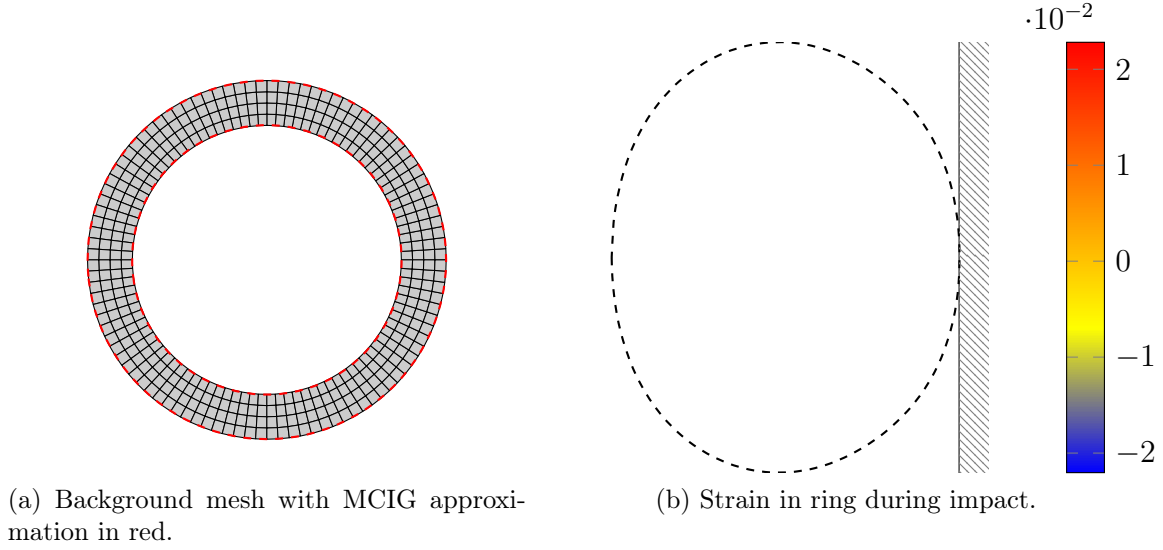 ·10−2
2
1
0
−1
−2
(a) Background mesh with MCIG approxi-
mation in red.
(b) Strain in ring during impact.